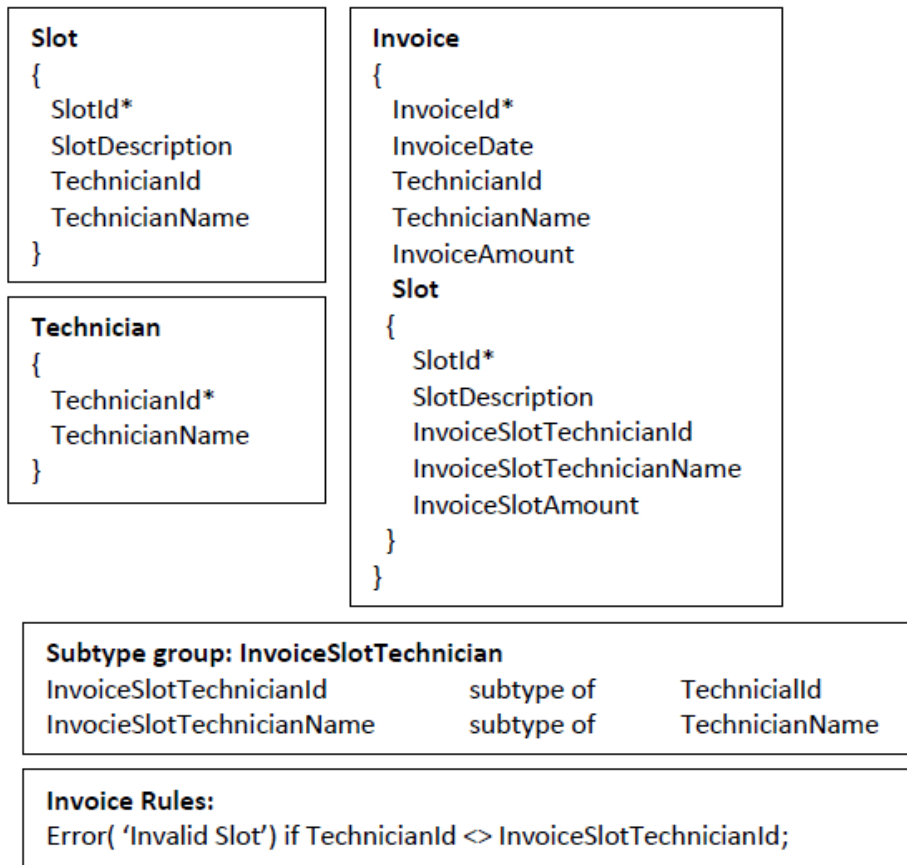 Slot
{
SlotId*
SlotDescription
TechnicianId
TechnicianName
}
Technician
{
TechnicianId*
TechnicianName
}
Invoice
{
InvoiceId*
InvoiceDate
TechnicianId
TechnicianName
InvoiceAmount
Slot
{
SlotId*
SlotDescription
InvoiceSlotTechnicianId
InvoiceSlotTechnicianName
InvoiceSlotAmount
}
}
Subtype group: InvoiceSlotTechnician
InvoiceSlotTechnicianId subtype of TechnicialId
InvocieSlotTechnicianName subtype of TechnicianName
Invoice Rules:
Error( ‘Invalid Slot’) if TechnicianId <> InvoiceSlotTechnicianId;